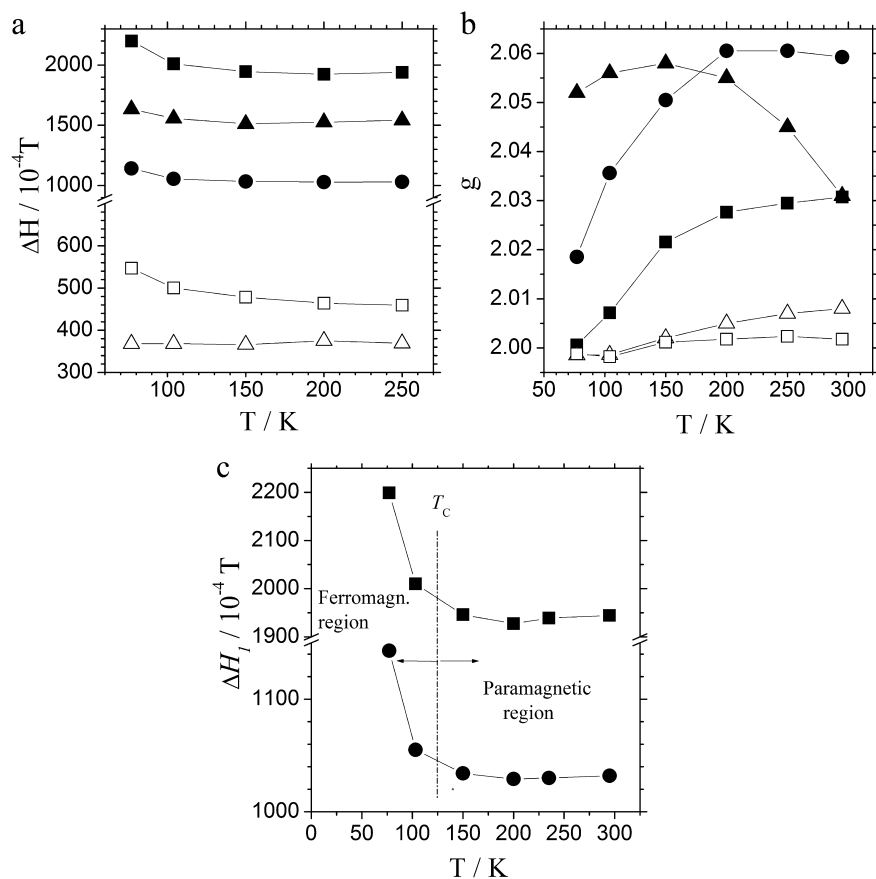 a
2000
1500
1000
600
500
400
300
ΔH / 10⁻⁴T
100 150 200 250
T / K
b
2.06
2.05
2.04
2.03
2.02
2.01
2.00
g
50 100 150 200 250 300
T / K
c
2200
2100
2000
1900
1100
1000
ΔH₁ / 10⁻⁴ T
T_C
Ferromagn.
region
Paramagnetic
region
0 50 100 150 200 250 300
T / K